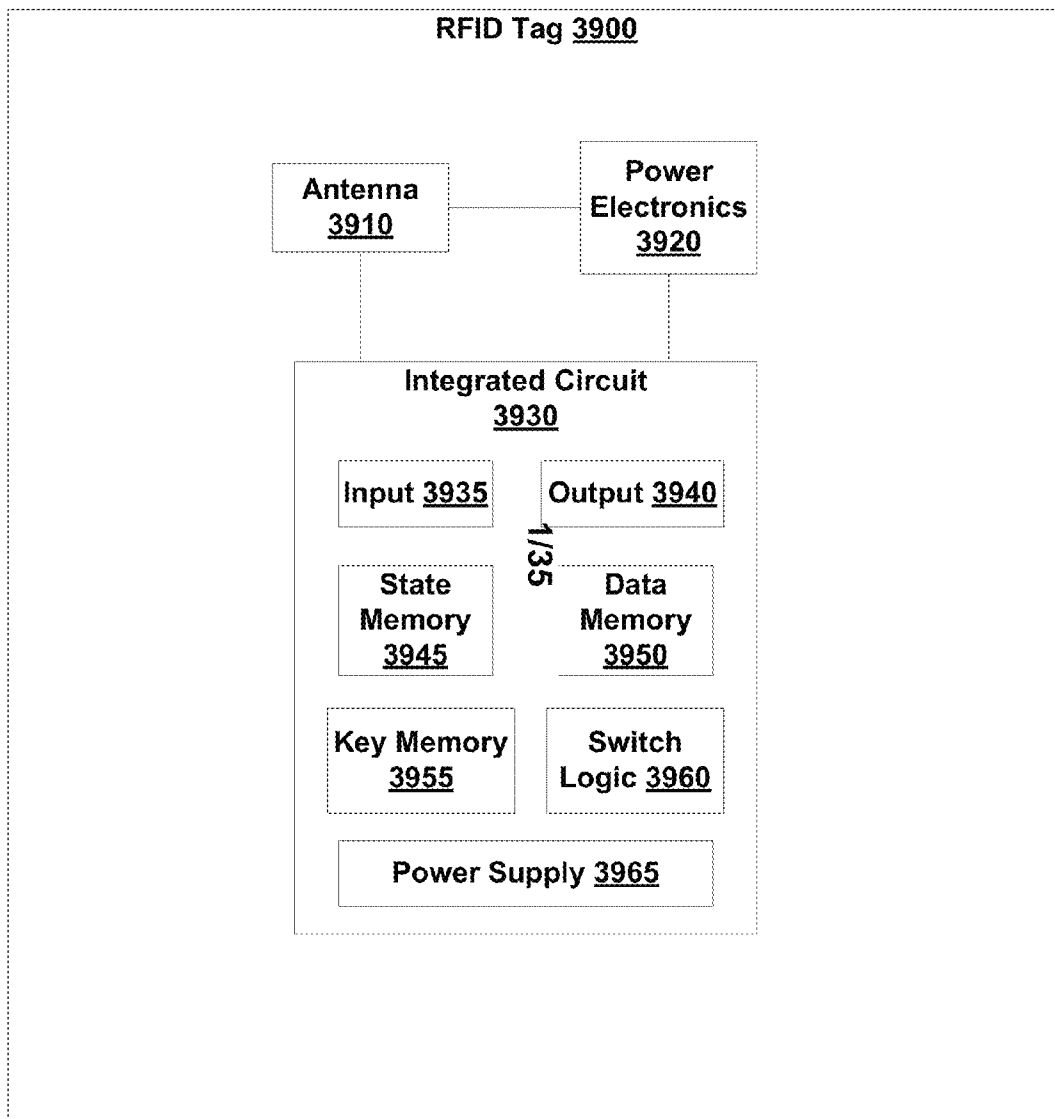 RFID Tag 3900
Antenna
3910
Power
Electronics
3920
Integrated Circuit
3930
Input 3935
Output 3940
1/35
State
Memory
3945
Data
Memory
3950
Key Memory
3955
Switch
Logic 3960
Power Supply 3965